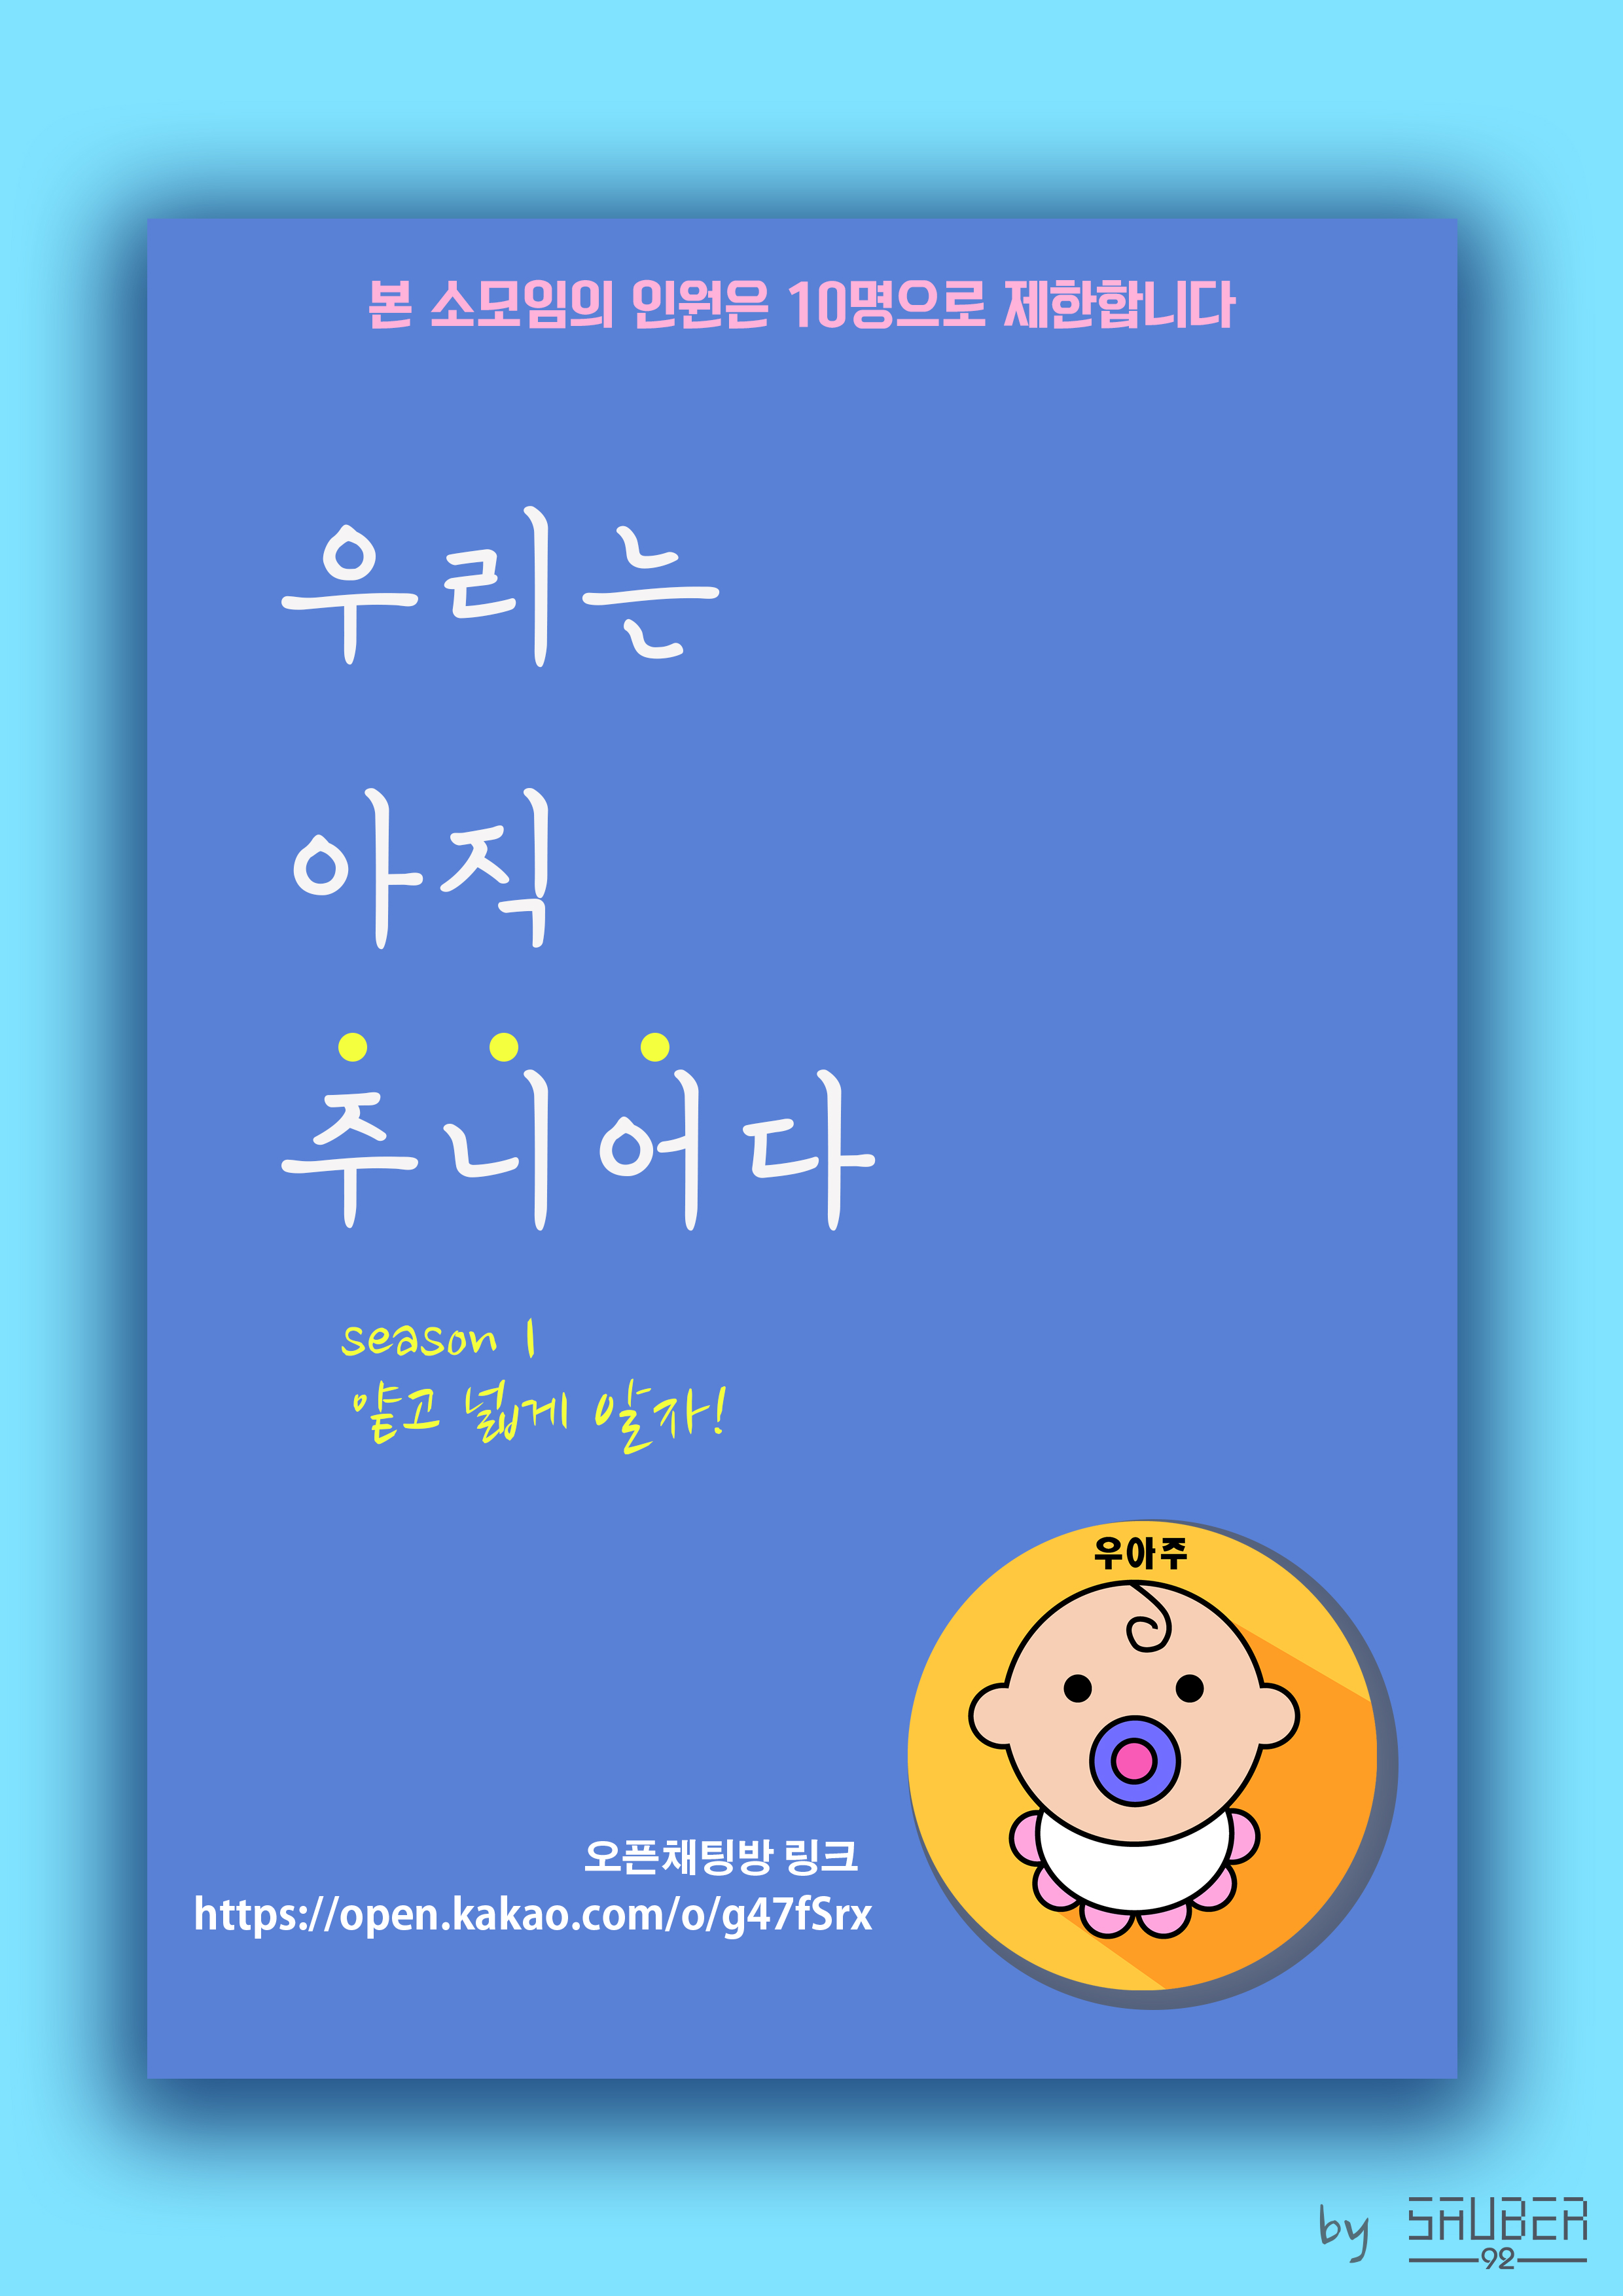 본 소모임의 인원은 10명으로 제한합니다
우리는
아직
주니어다
season 1
얕고 넓게 알자!
우아주
오픈채팅방 링크
https://open.kakao.com/o/g47fSrx
by SAUBER
92